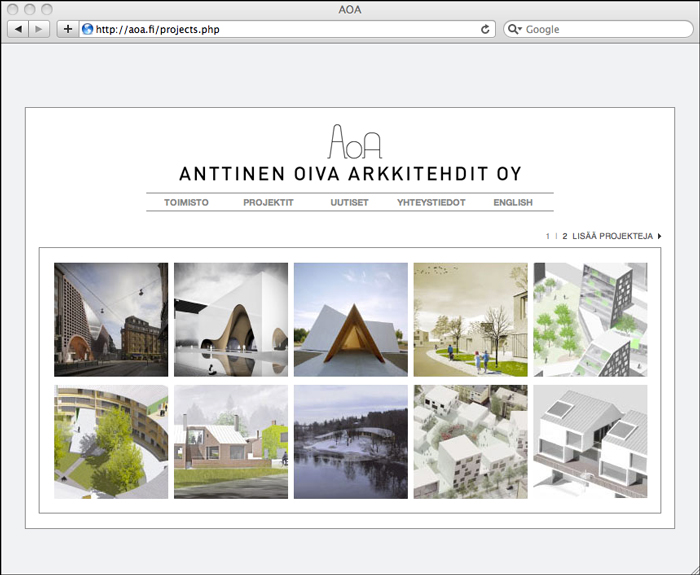 AOA
http://aoa.fi/projects.php
Google
AOA
ANTTINEN OIVA ARKKITEHDIT OY
TOIMISTO PROJEKTIT UUTISET YHTEYSTIEDOT ENGLISH
1 | 2 LISÄÄ PROJEKTEJA